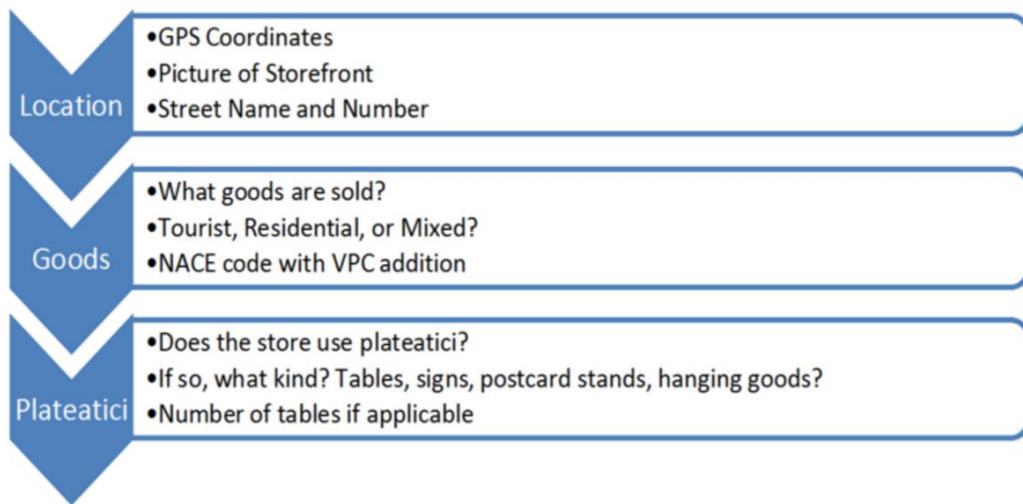 Location
•GPS Coordinates
•Picture of Storefront
•Street Name and Number
Goods
•What goods are sold?
•Tourist, Residential, or Mixed?
•NACE code with VPC addition
Plateatici
•Does the store use plateatici?
•If so, what kind? Tables, signs, postcard stands, hanging goods?
•Number of tables if applicable